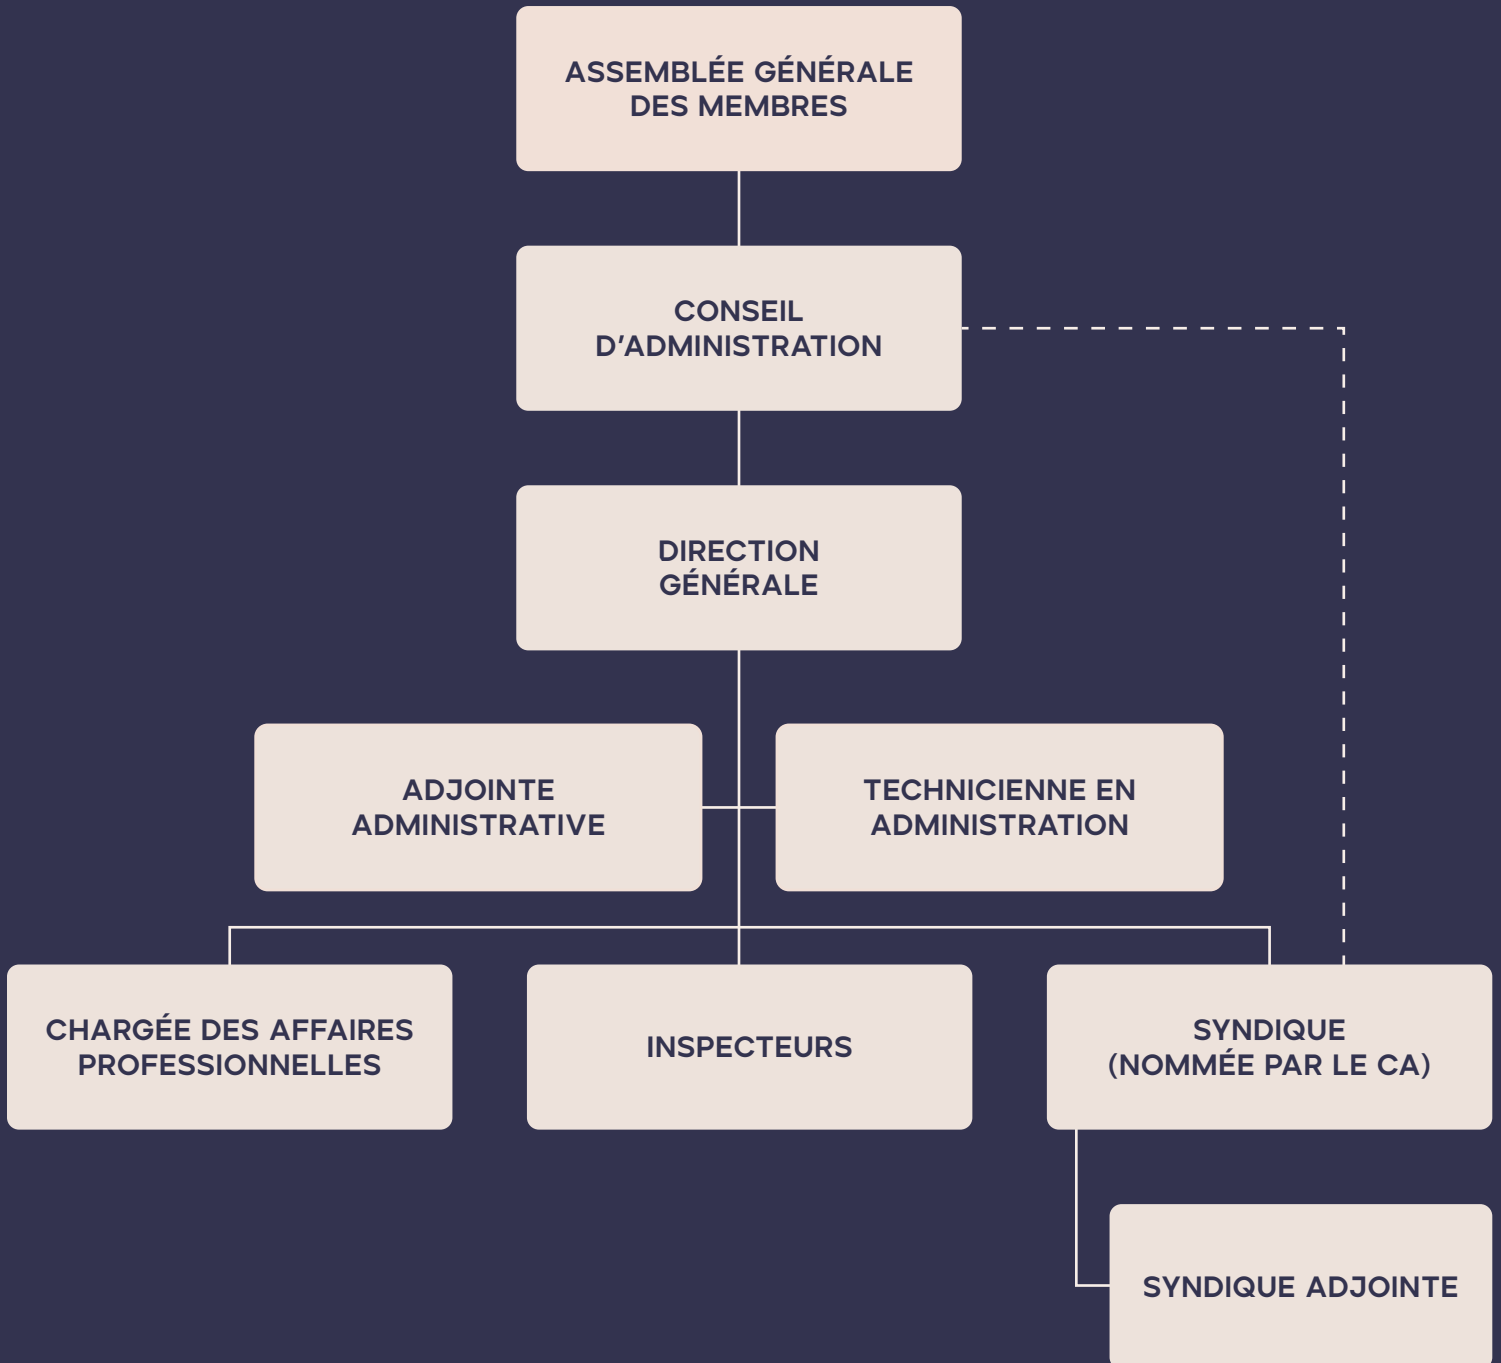 ASSEMBLÉE GÉNÉRALE
DES MEMBRES
CONSEIL
D’ADMINISTRATION
DIRECTION
GÉNÉRALE
ADJOINTE
ADMINISTRATIVE
TECHNICIENNE EN
ADMINISTRATION
CHARGÉE DES AFFAIRES
PROFESSIONNELLES
INSPECTEURS
SYNDIQUE
(NOMMÉE PAR LE CA)
SYNDIQUE ADJOINTE